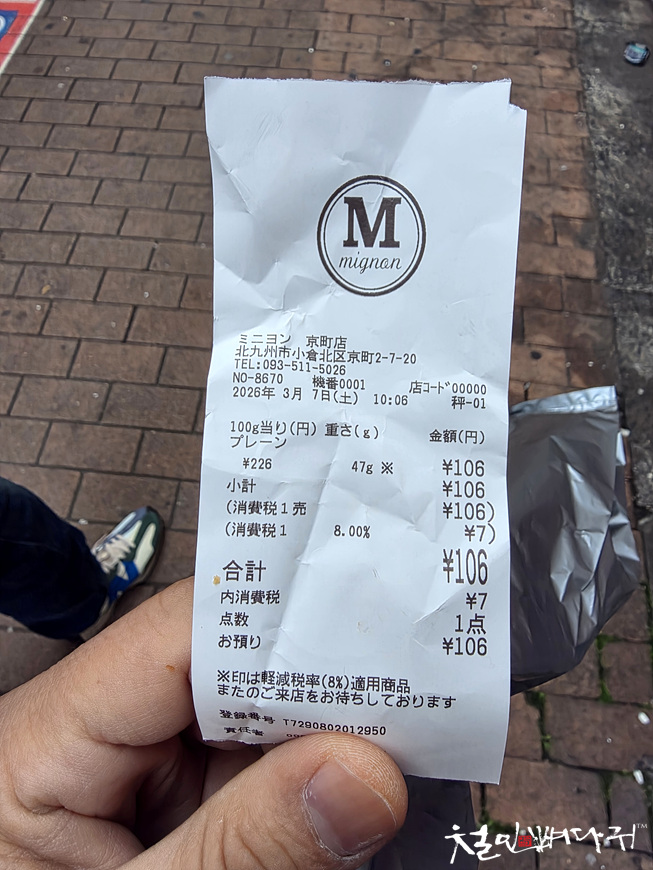 M
mignon
ミニヨン 京町店
北九州市小倉北区京町2-7-20
TEL:093-511-5026
NO-8670 機番0001 店コード00000
2026年 3月 7日(土) 10:06 秤-01
100g当り(円) 重さ(g) 金額(円)
プレーン
¥226 47g ※ ¥106
小計 ¥106
(消費税1売 ¥106)
(消費税1 8.00% ¥7)
合計 ¥106
内消費税 ¥7
点数 1点
お預り ¥106
※印は軽減税率(8%)適用商品
またのご来店をお待ちしております
登録番号 T7290802012950
責任者